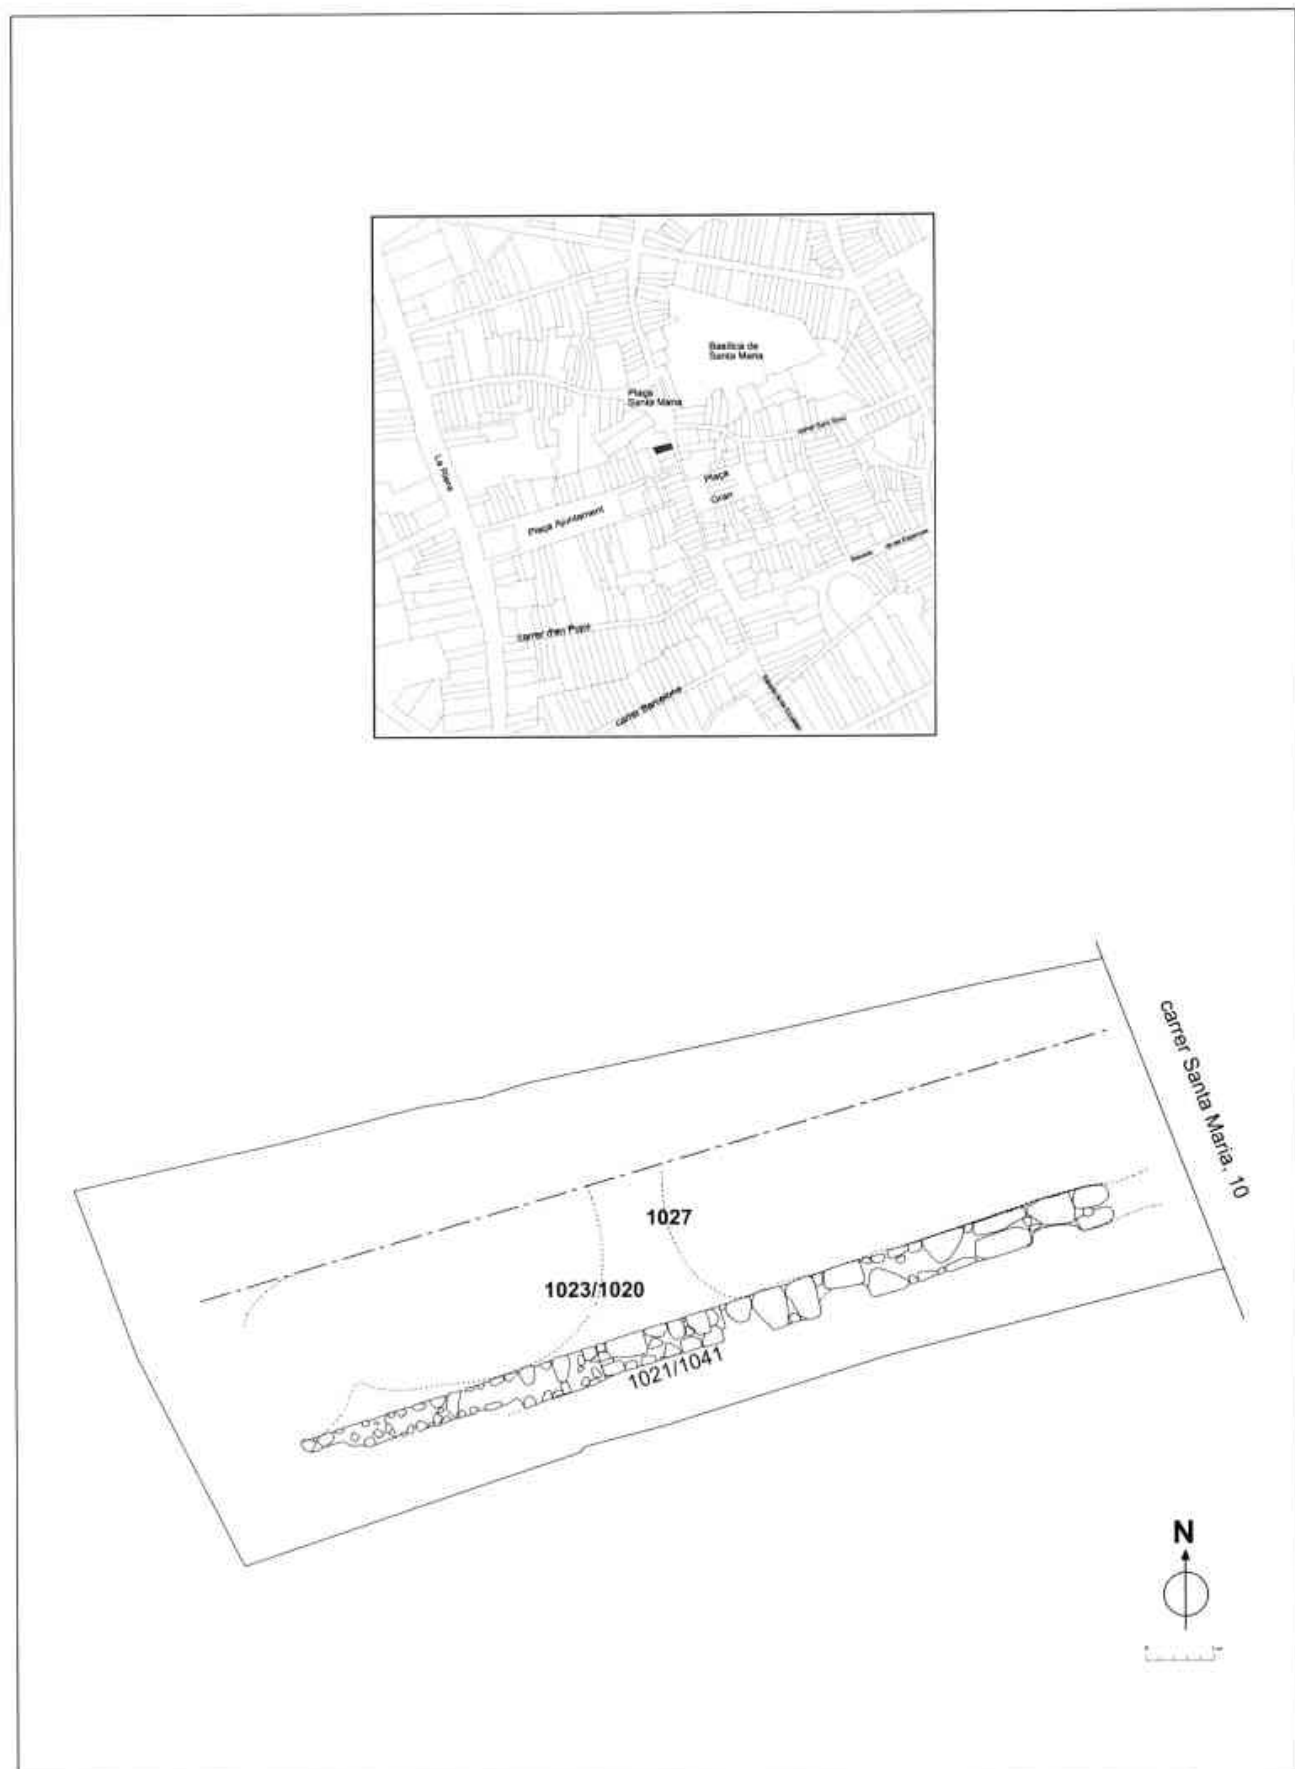 Basílica de
Santa Maria
Plaça
Santa Maria
La Riera
Plaça
Gran
Plaça Ajuntament
carrer d'en Pujol
carrer Barcelona
carrer Santa Maria, 10
1027
1023/1020
1021/1041
N